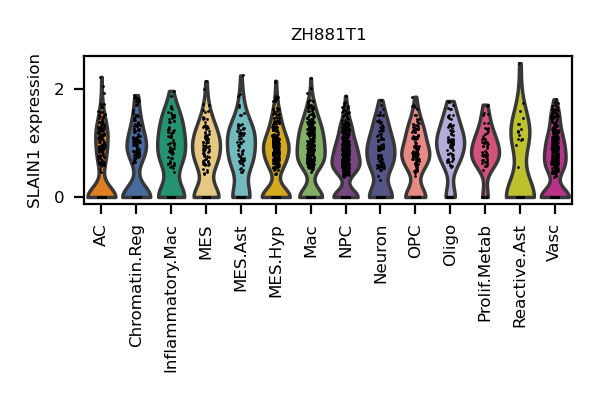 ZH881T1
SLAIN1 expression
2
0
AC
Chromatin.Reg
Inflammatory.Mac
MES
MES.Ast
MES.Hyp
Mac
NPC
Neuron
OPC
Oligo
Prolif.Metab
Reactive.Ast
Vasc